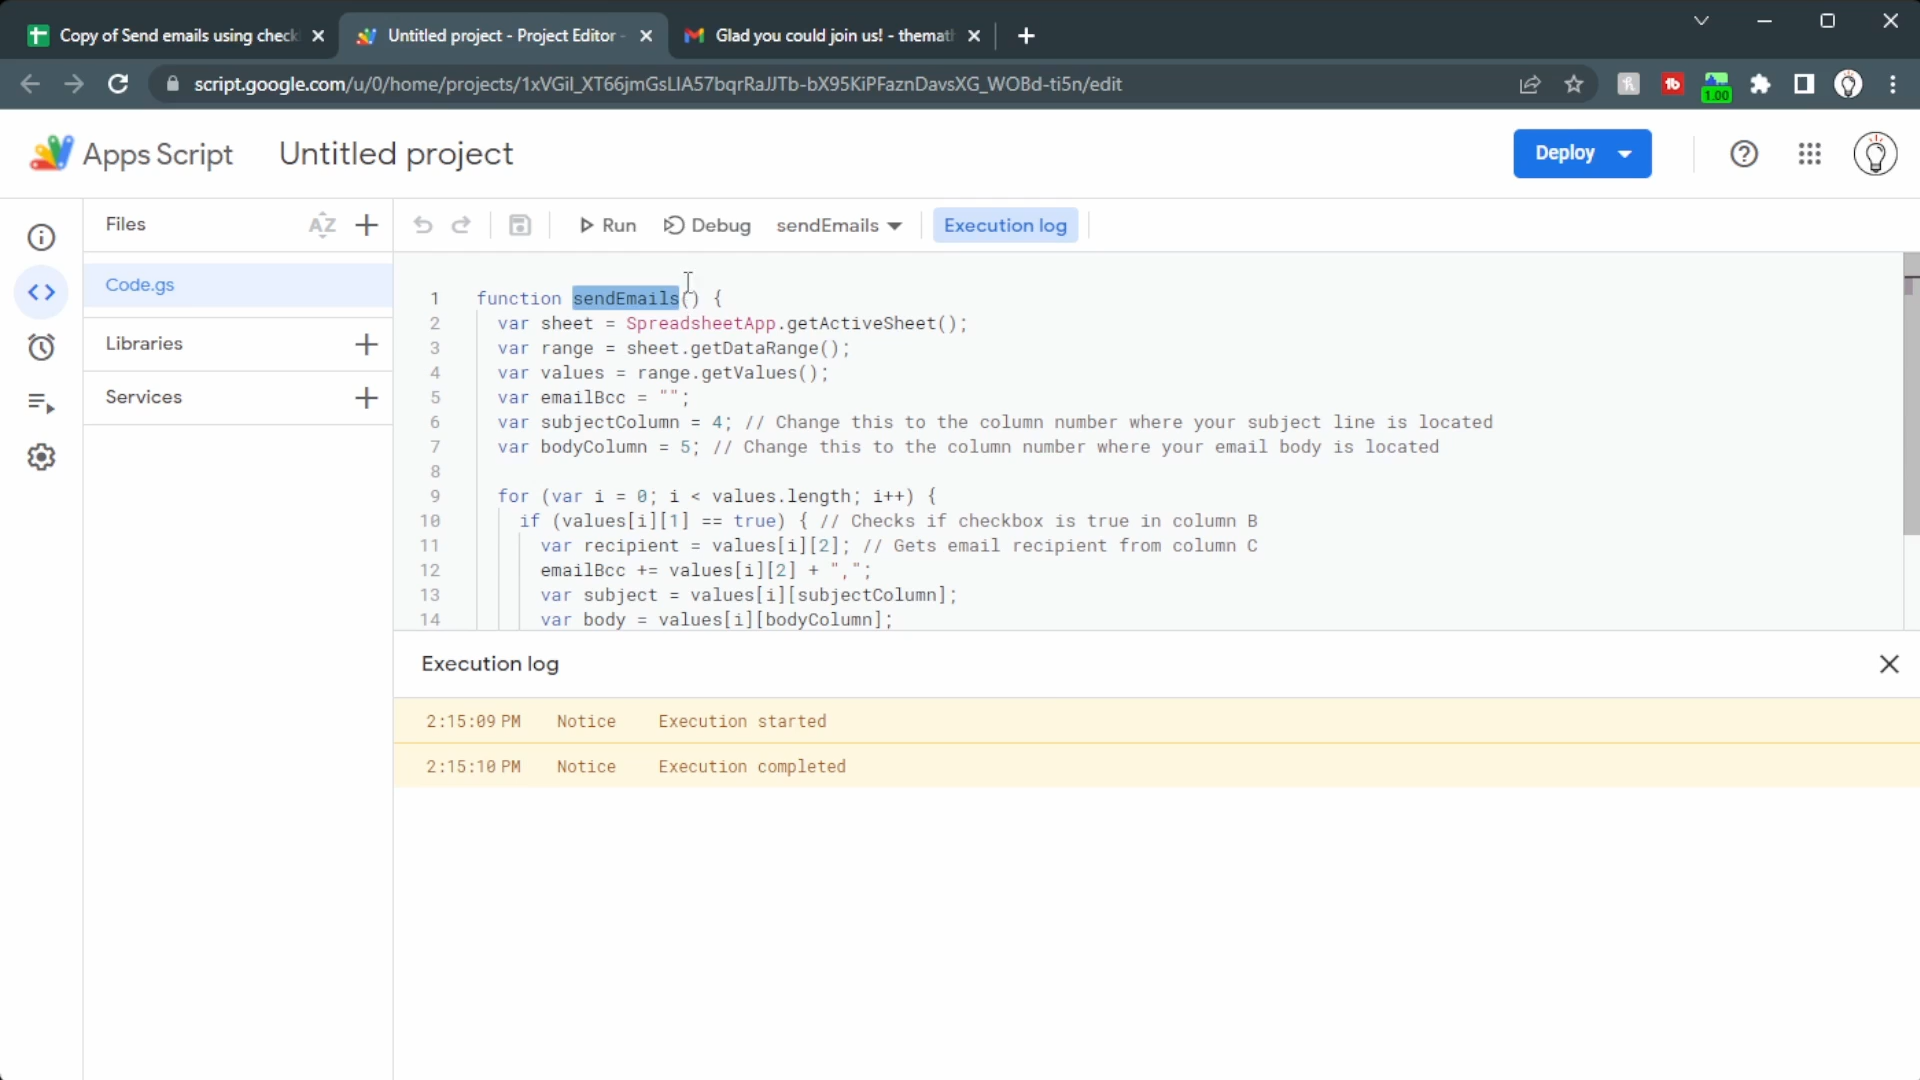 Copy of Send emails using check
Untitled project - Project Editor -
Glad you could join us! - themath
script.google.com/u/0/home/projects/1xVGil_XT66jmGsLIA57bqrRaJJTb-bX95KiPFaznDavsXG_WOBd-ti5n/edit
1.00
Apps Script
Untitled project
Deploy
Files
AZ
Run
Debug
sendEmails
Execution log
Code.gs
Libraries
Services
1 function sendEmails() {
2 var sheet = SpreadsheetApp.getActiveSheet();
3 var range = sheet.getDataRange();
4 var values = range.getValues();
5 var emailBcc = "";
6 var subjectColumn = 4; // Change this to the column number where your subject line is located
7 var bodyColumn = 5; // Change this to the column number where your email body is located
8
9 for (var i = 0; i < values.length; i++) {
10 if (values[i][1] == true) { // Checks if checkbox is true in column B
11 var recipient = values[i][2]; // Gets email recipient from column C
12 emailBcc += values[i][2] + ",";
13 var subject = values[i][subjectColumn];
14 var body = values[i][bodyColumn];
Execution log
2:15:09 PM Notice Execution started
2:15:10 PM Notice Execution completed